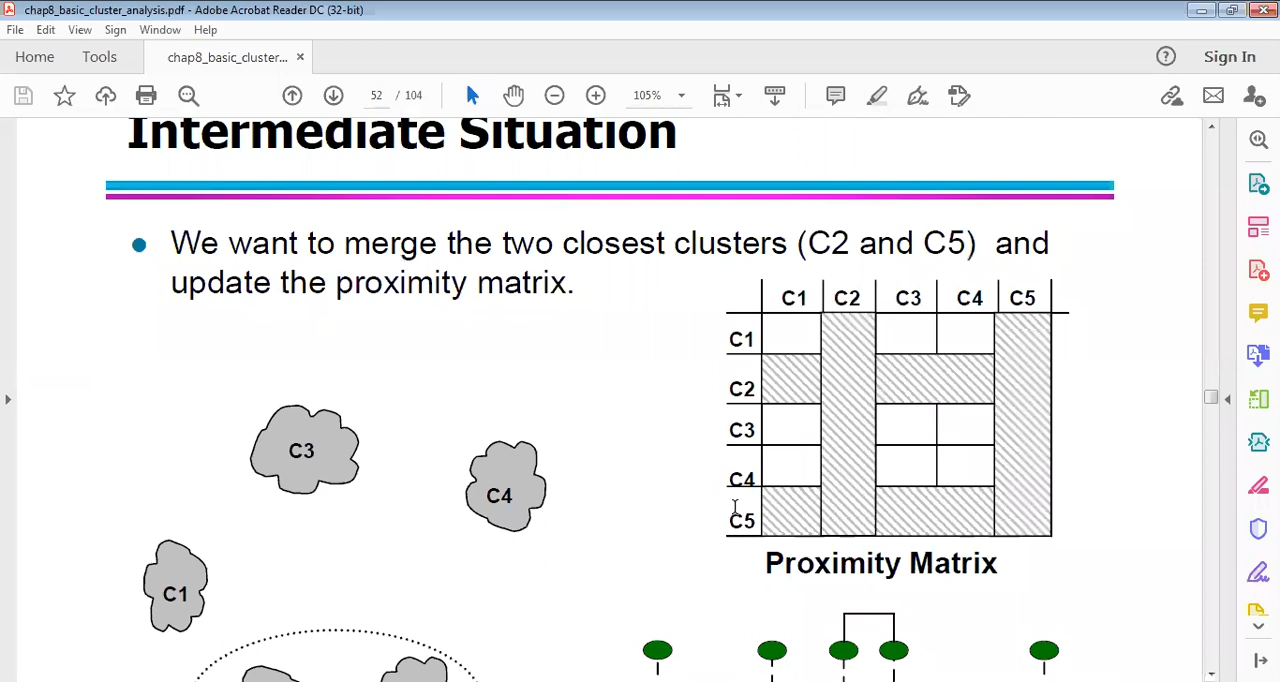 chap8_basic_cluster_analysis.pdf - Adobe Acrobat Reader DC (32-bit)
File Edit View Sign Window Help
Home Tools chap8_basic_cluster... × Sign In
52 / 104 105%
Intermediate Situation
We want to merge the two closest clusters (C2 and C5) and
update the proximity matrix.
C1 C2 C3 C4 C5
C1
C2
C3
C4
C5
Proximity Matrix
C3
C4
C1